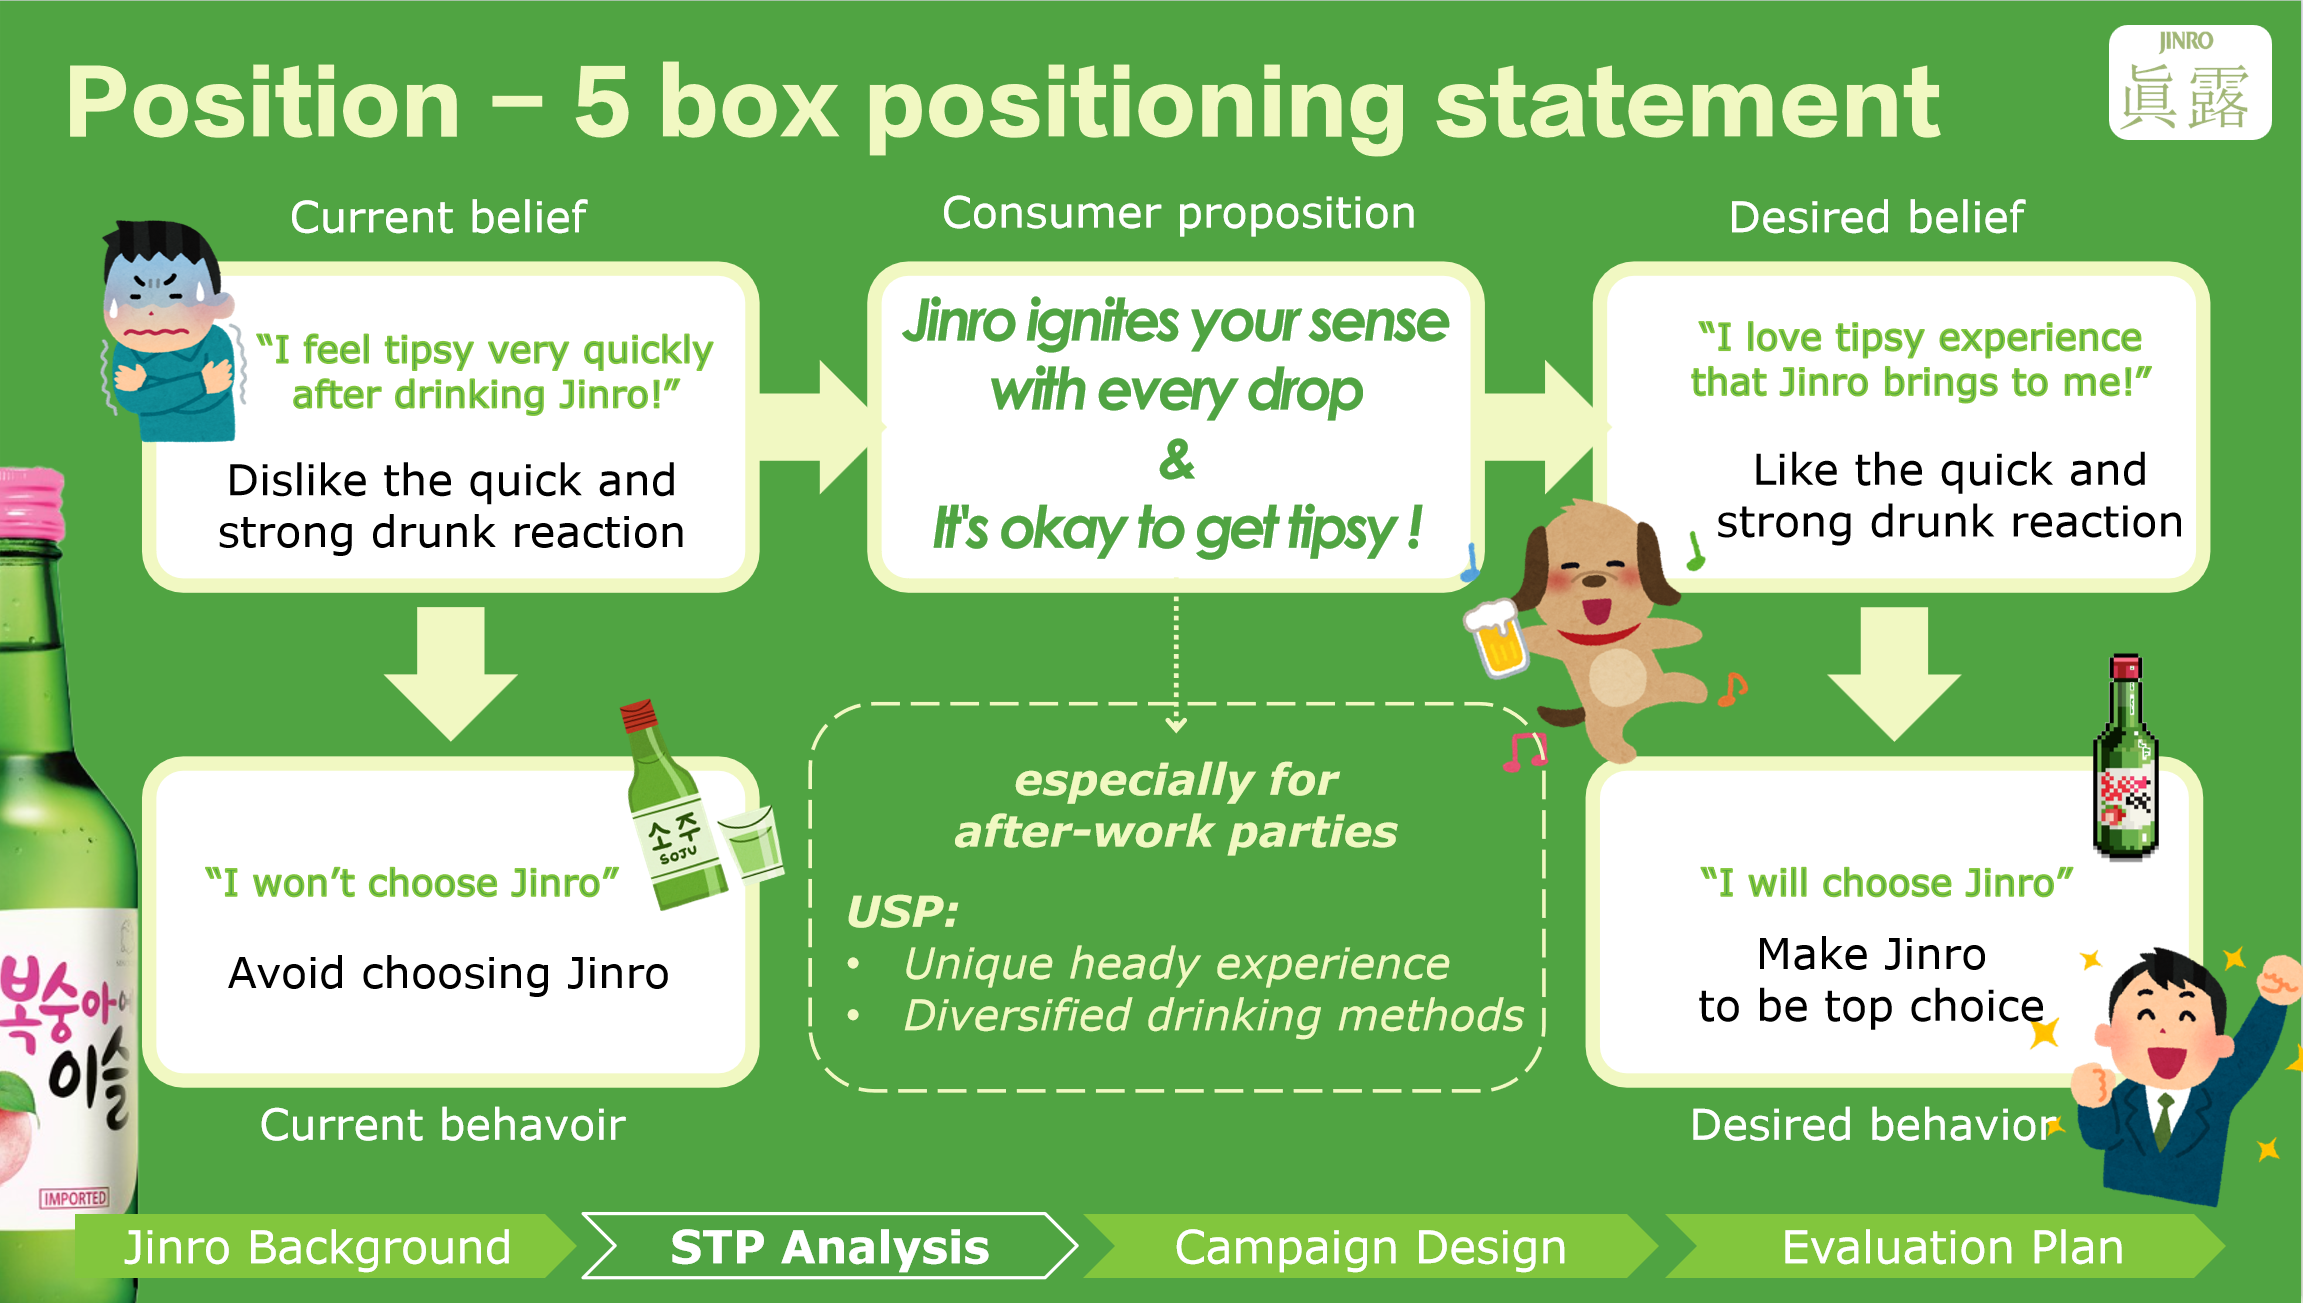 Position – 5 box positioning statement
JINRO
眞露
Current belief
Consumer proposition
Desired belief
“I feel tipsy very quickly
after drinking Jinro!”
Dislike the quick and
strong drunk reaction
Jinro ignites your sense
with every drop
&
It's okay to get tipsy !
“I love tipsy experience
that Jinro brings to me!”
Like the quick and
strong drunk reaction
“I won’t choose Jinro”
Avoid choosing Jinro
소주
SOJU
especially for
after-work parties
USP:
• Unique heady experience
• Diversified drinking methods
“I will choose Jinro”
Make Jinro
to be top choice
Current behavoir
Desired behavior
복숭아에
이슬
IMPORTED
Jinro Background
STP Analysis
Campaign Design
Evaluation Plan